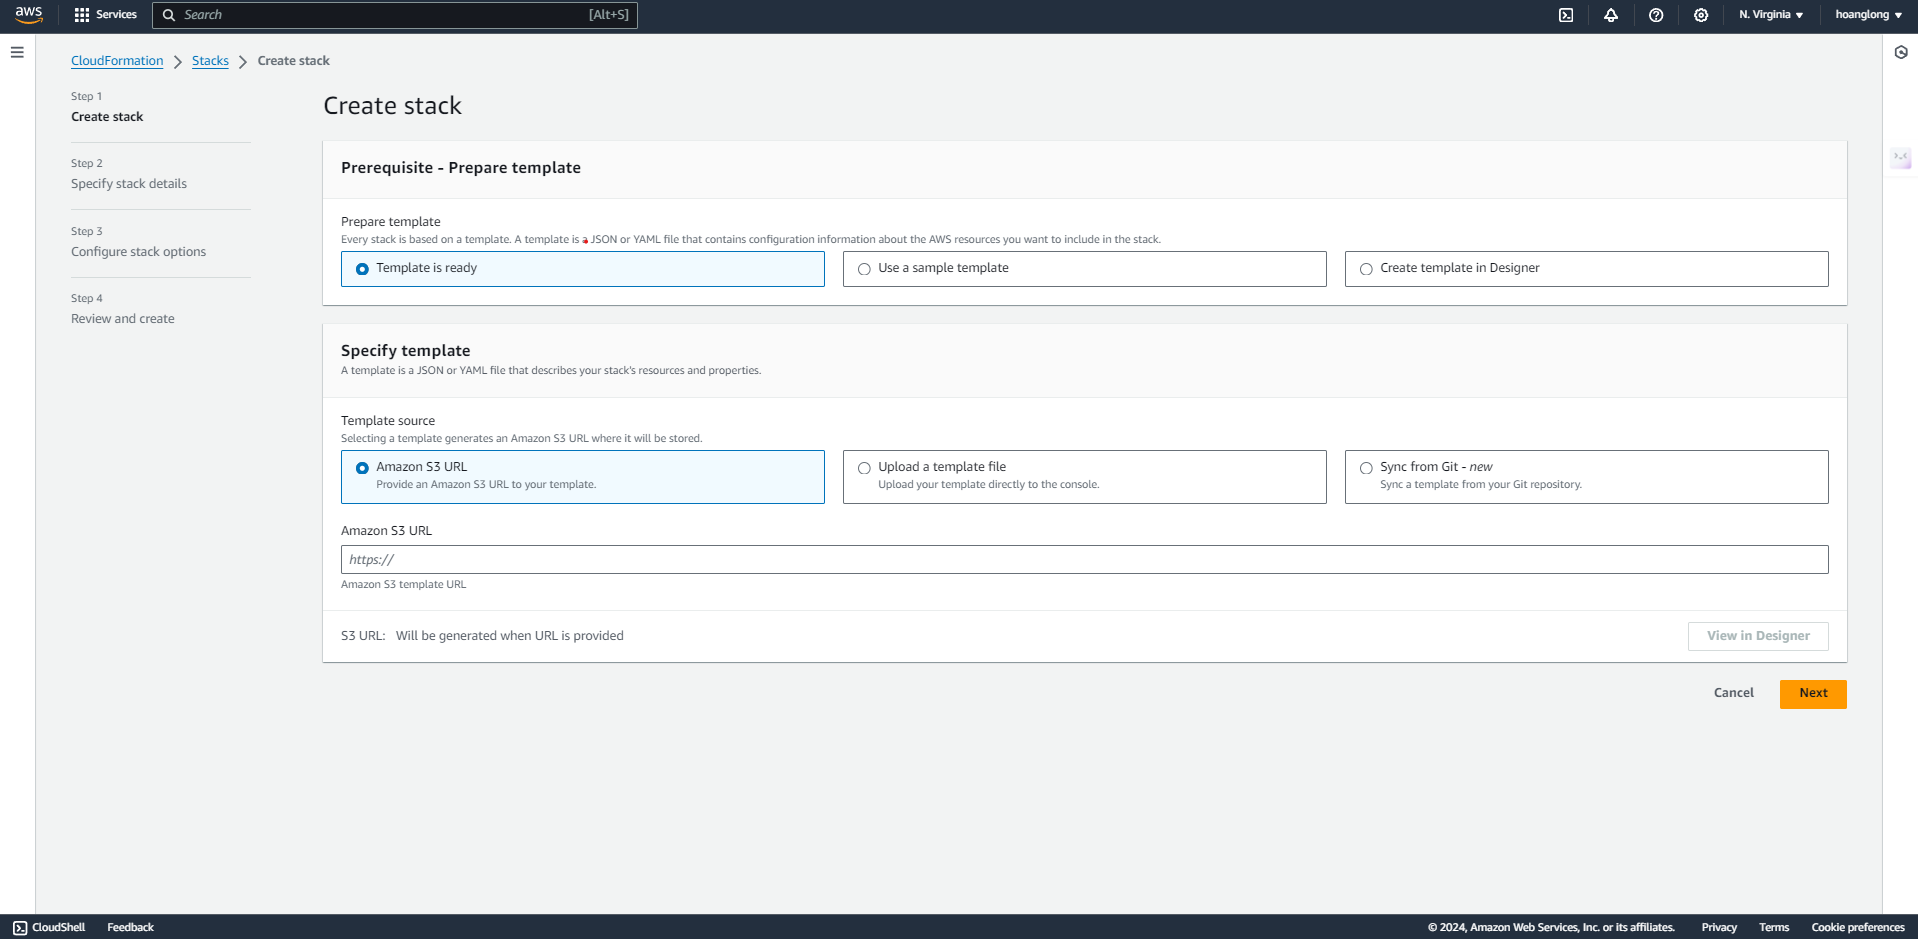 aws
Services
Search [Alt+S]
N. Virginia
hoanglong
CloudFormation
Stacks
Create stack
Step 1
Create stack
Step 2
Specify stack details
Step 3
Configure stack options
Step 4
Review and create
Create stack
Prerequisite - Prepare template
Prepare template
Every stack is based on a template. A template is a JSON or YAML file that contains configuration information about the AWS resources you want to include in the stack.
Template is ready
Use a sample template
Create template in Designer
Specify template
A template is a JSON or YAML file that describes your stack's resources and properties.
Template source
Selecting a template generates an Amazon S3 URL where it will be stored.
Amazon S3 URL
Provide an Amazon S3 URL to your template.
Upload a template file
Upload your template directly to the console.
Sync from Git - new
Sync a template from your Git repository.
Amazon S3 URL
https://
Amazon S3 template URL
S3 URL: Will be generated when URL is provided
View in Designer
Cancel
Next
CloudShell
Feedback
© 2024, Amazon Web Services, Inc. or its affiliates.
Privacy
Terms
Cookie preferences